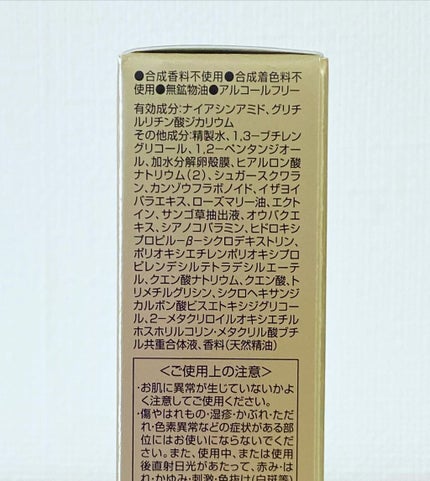 ●合成香料不使用●合成着色料不
使用●無鉱物油●アルコールフリー
有効成分:ナイアシンアミド、グリチ
ルリチン酸ジカリウム
その他成分:精製水、1,3-ブチレン
グリコール、1,2-ペンタンジオー
ル、加水分解卵殻膜、ヒアルロン酸
ナトリウム(2)、シュガースクワラ
ン、カンゾウフラボノイド、イザヨイ
バラエキス、ローズマリー油、エクト
イン、サンゴ草抽出液、オウバクエ
キス、シアノコバラミン、ヒドロキシ
プロピル-β-シクロデキストリン、
ポリオキシエチレンポリオキシプロ
ピレンデシルテトラデシルエーテ
ル、クエン酸ナトリウム、クエン酸、ト
リメチルグリシン、シクロヘキサンジ
カルボン酸ビスエトキシジグリコー
ル、2-メタクリロイルオキシエチル
ホスホリルコリン・メタクリル酸ブチ
ル共重合体液、香料(天然精油)
<ご使用上の注意>
・お肌に異常が生じていないかよ
く注意してご使用ください。
・傷やはれもの・湿疹・かぶれ・ただ
れ・色素異常などの症状がある部
位にはお使いにならないでくだ
さい。また、使用中、または使用
後直射日光があたって、赤み・は
れ・かゆみ・刺激・色抜け(白斑等)